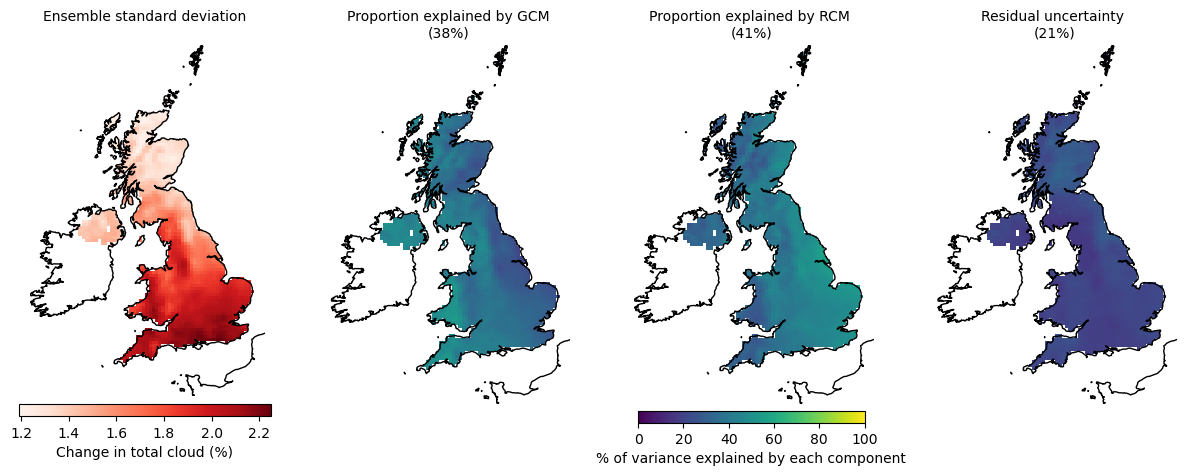 Ensemble standard deviation
Proportion explained by GCM
(38%)
Proportion explained by RCM
(41%)
Residual uncertainty
(21%)
1.2 1.4 1.6 1.8 2.0 2.2
Change in total cloud (%)
0 20 40 60 80 100
% of variance explained by each component